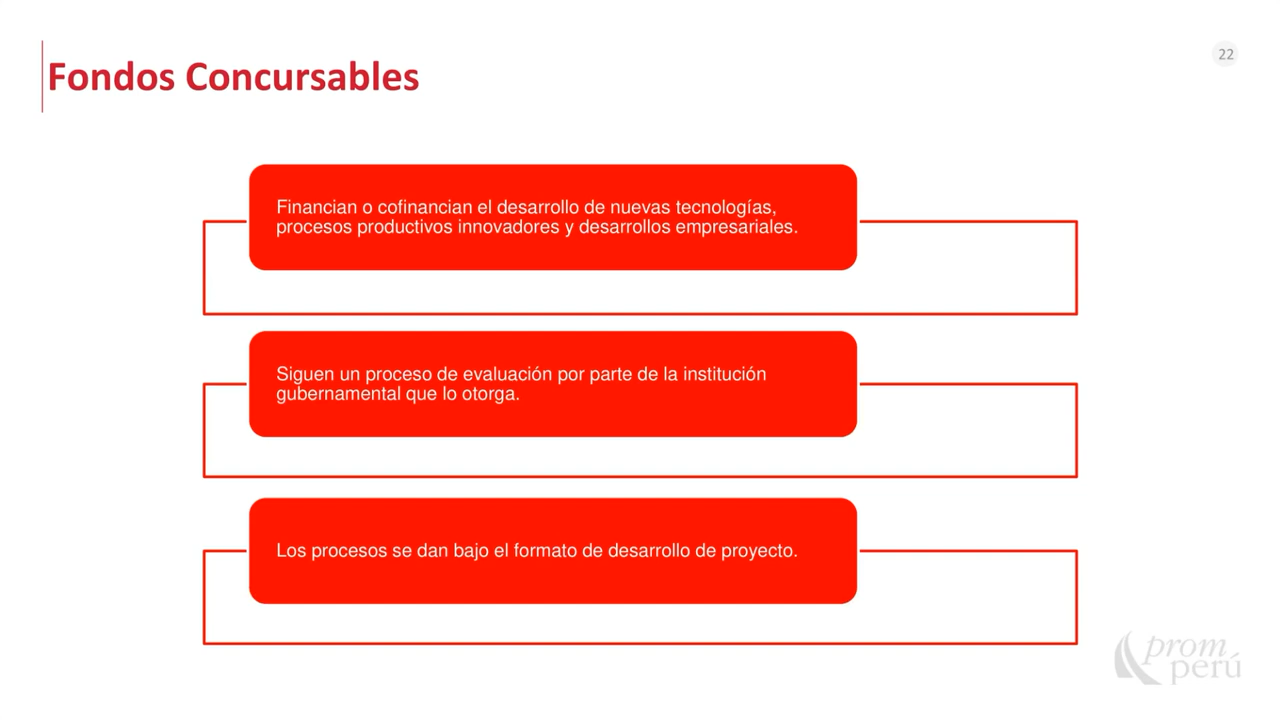 22
Fondos Concursables
Financian o cofinancian el desarrollo de nuevas tecnologías,
procesos productivos innovadores y desarrollos empresariales.
Siguen un proceso de evaluación por parte de la institución
gubernamental que lo otorga.
Los procesos se dan bajo el formato de desarrollo de proyecto.
prom
perú